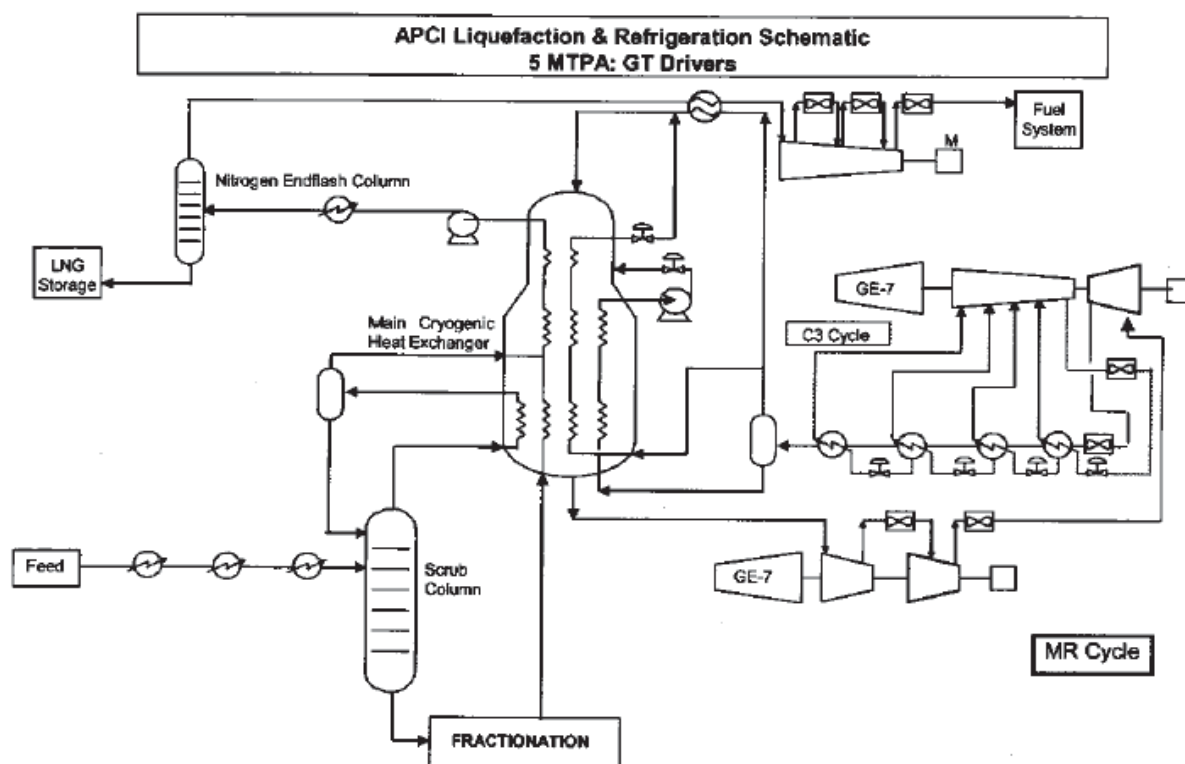 APCI Liquefaction & Refrigeration Schematic
5 MTPA: GT Drivers
Fuel
System
M
Nitrogen Endflash Column
LNG
Storage
GE-7
Main Cryogenic
Heat Exchanger
C3 Cycle
Feed
Scrub
Column
GE-7
MR Cycle
FRACTIONATION